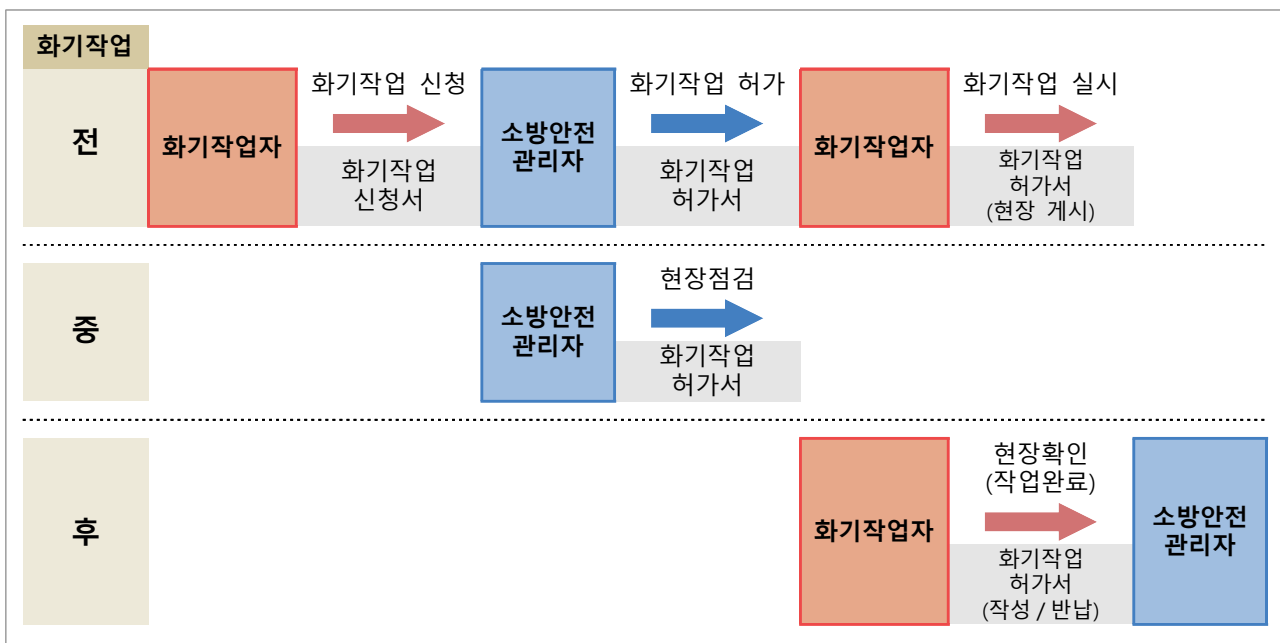 화기작업
전
화기작업자
화기작업 신청
화기작업
신청서
소방안전
관리자
화기작업 허가
화기작업
허가서
화기작업자
화기작업 실시
화기작업
허가서
(현장 게시)
중
소방안전
관리자
현장점검
화기작업
허가서
후
화기작업자
현장확인
(작업완료)
화기작업
허가서
(작성 / 반납)
소방안전
관리자